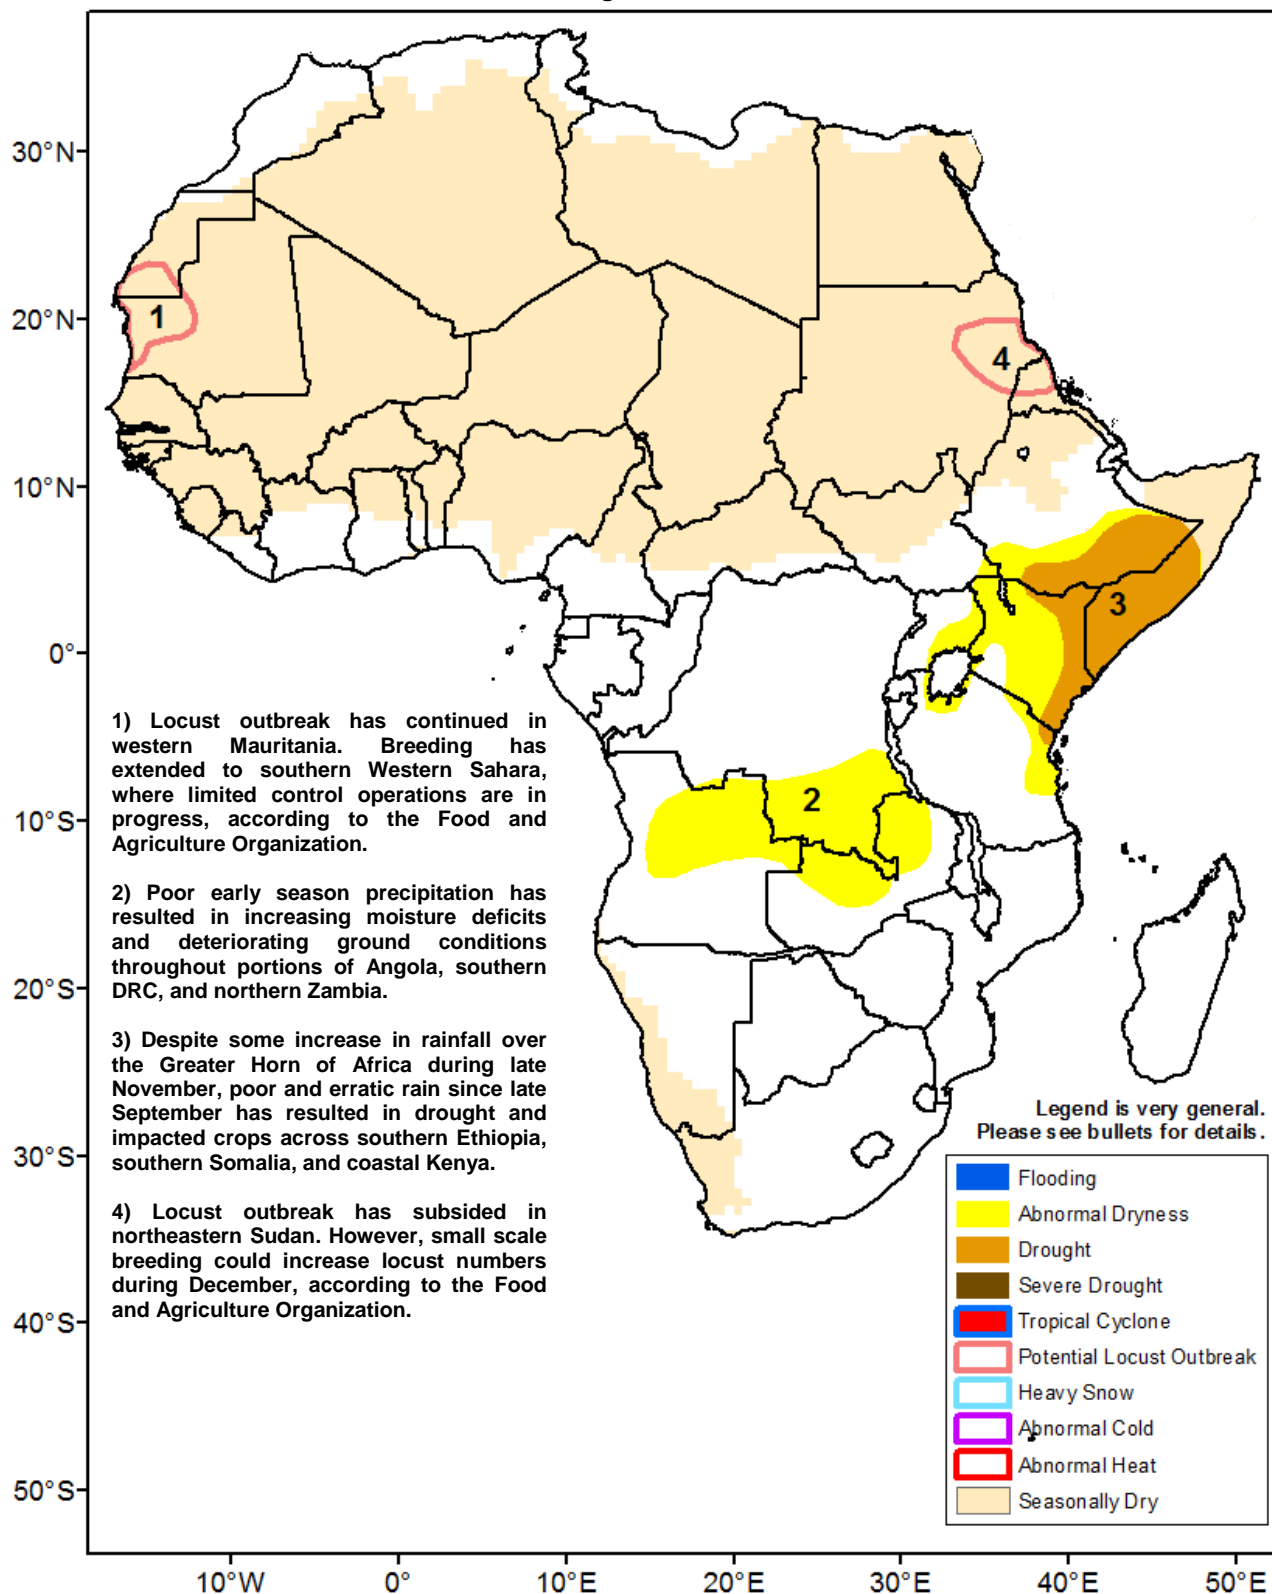 30°N
20°N
10°N
0°
10°S
20°S
30°S
40°S
50°S
1
4
3
2
1) Locust outbreak has continued in
western Mauritania. Breeding has
extended to southern Western Sahara,
where limited control operations are in
progress, according to the Food and
Agriculture Organization.
2) Poor early season precipitation has
resulted in increasing moisture deficits
and deteriorating ground conditions
throughout portions of Angola, southern
DRC, and northern Zambia.
3) Despite some increase in rainfall over
the Greater Horn of Africa during late
November, poor and erratic rain since late
September has resulted in drought and
impacted crops across southern Ethiopia,
southern Somalia, and coastal Kenya.
4) Locust outbreak has subsided in
northeastern Sudan. However, small scale
breeding could increase locust numbers
during December, according to the Food
and Agriculture Organization.
Legend is very general.
Please see bullets for details.
Flooding
Abnormal Dryness
Drought
Severe Drought
Tropical Cyclone
Potential Locust Outbreak
Heavy Snow
Abnormal Cold
Abnormal Heat
Seasonally Dry
10°W 0° 10°E 20°E 30°E 40°E 50°E